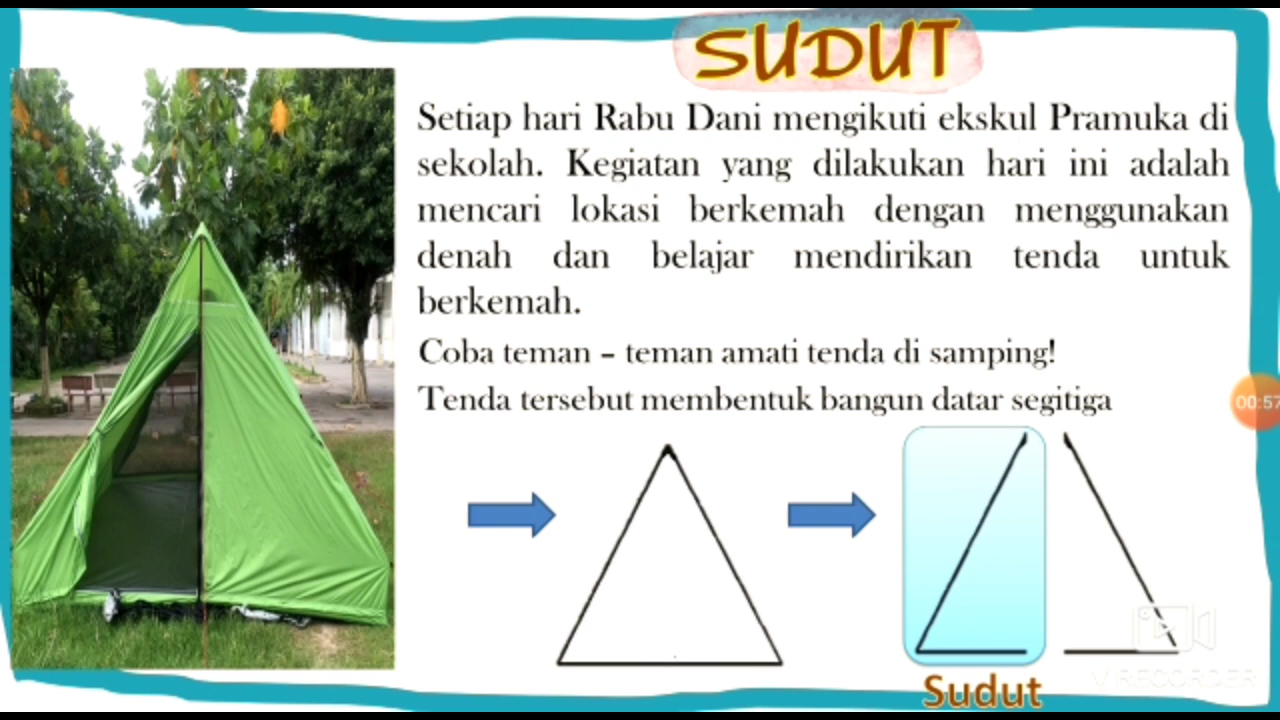 SUDUT
Setiap hari Rabu Dani mengikuti ekskul Pramuka di
sekolah. Kegiatan yang dilakukan hari ini adalah
mencari lokasi berkemah dengan menggunakan
denah dan belajar mendirikan tenda untuk
berkemah.
Coba teman – teman amati tenda di samping!
Tenda tersebut membentuk bangun datar segitiga
00:57
Sudut
V RECORDER